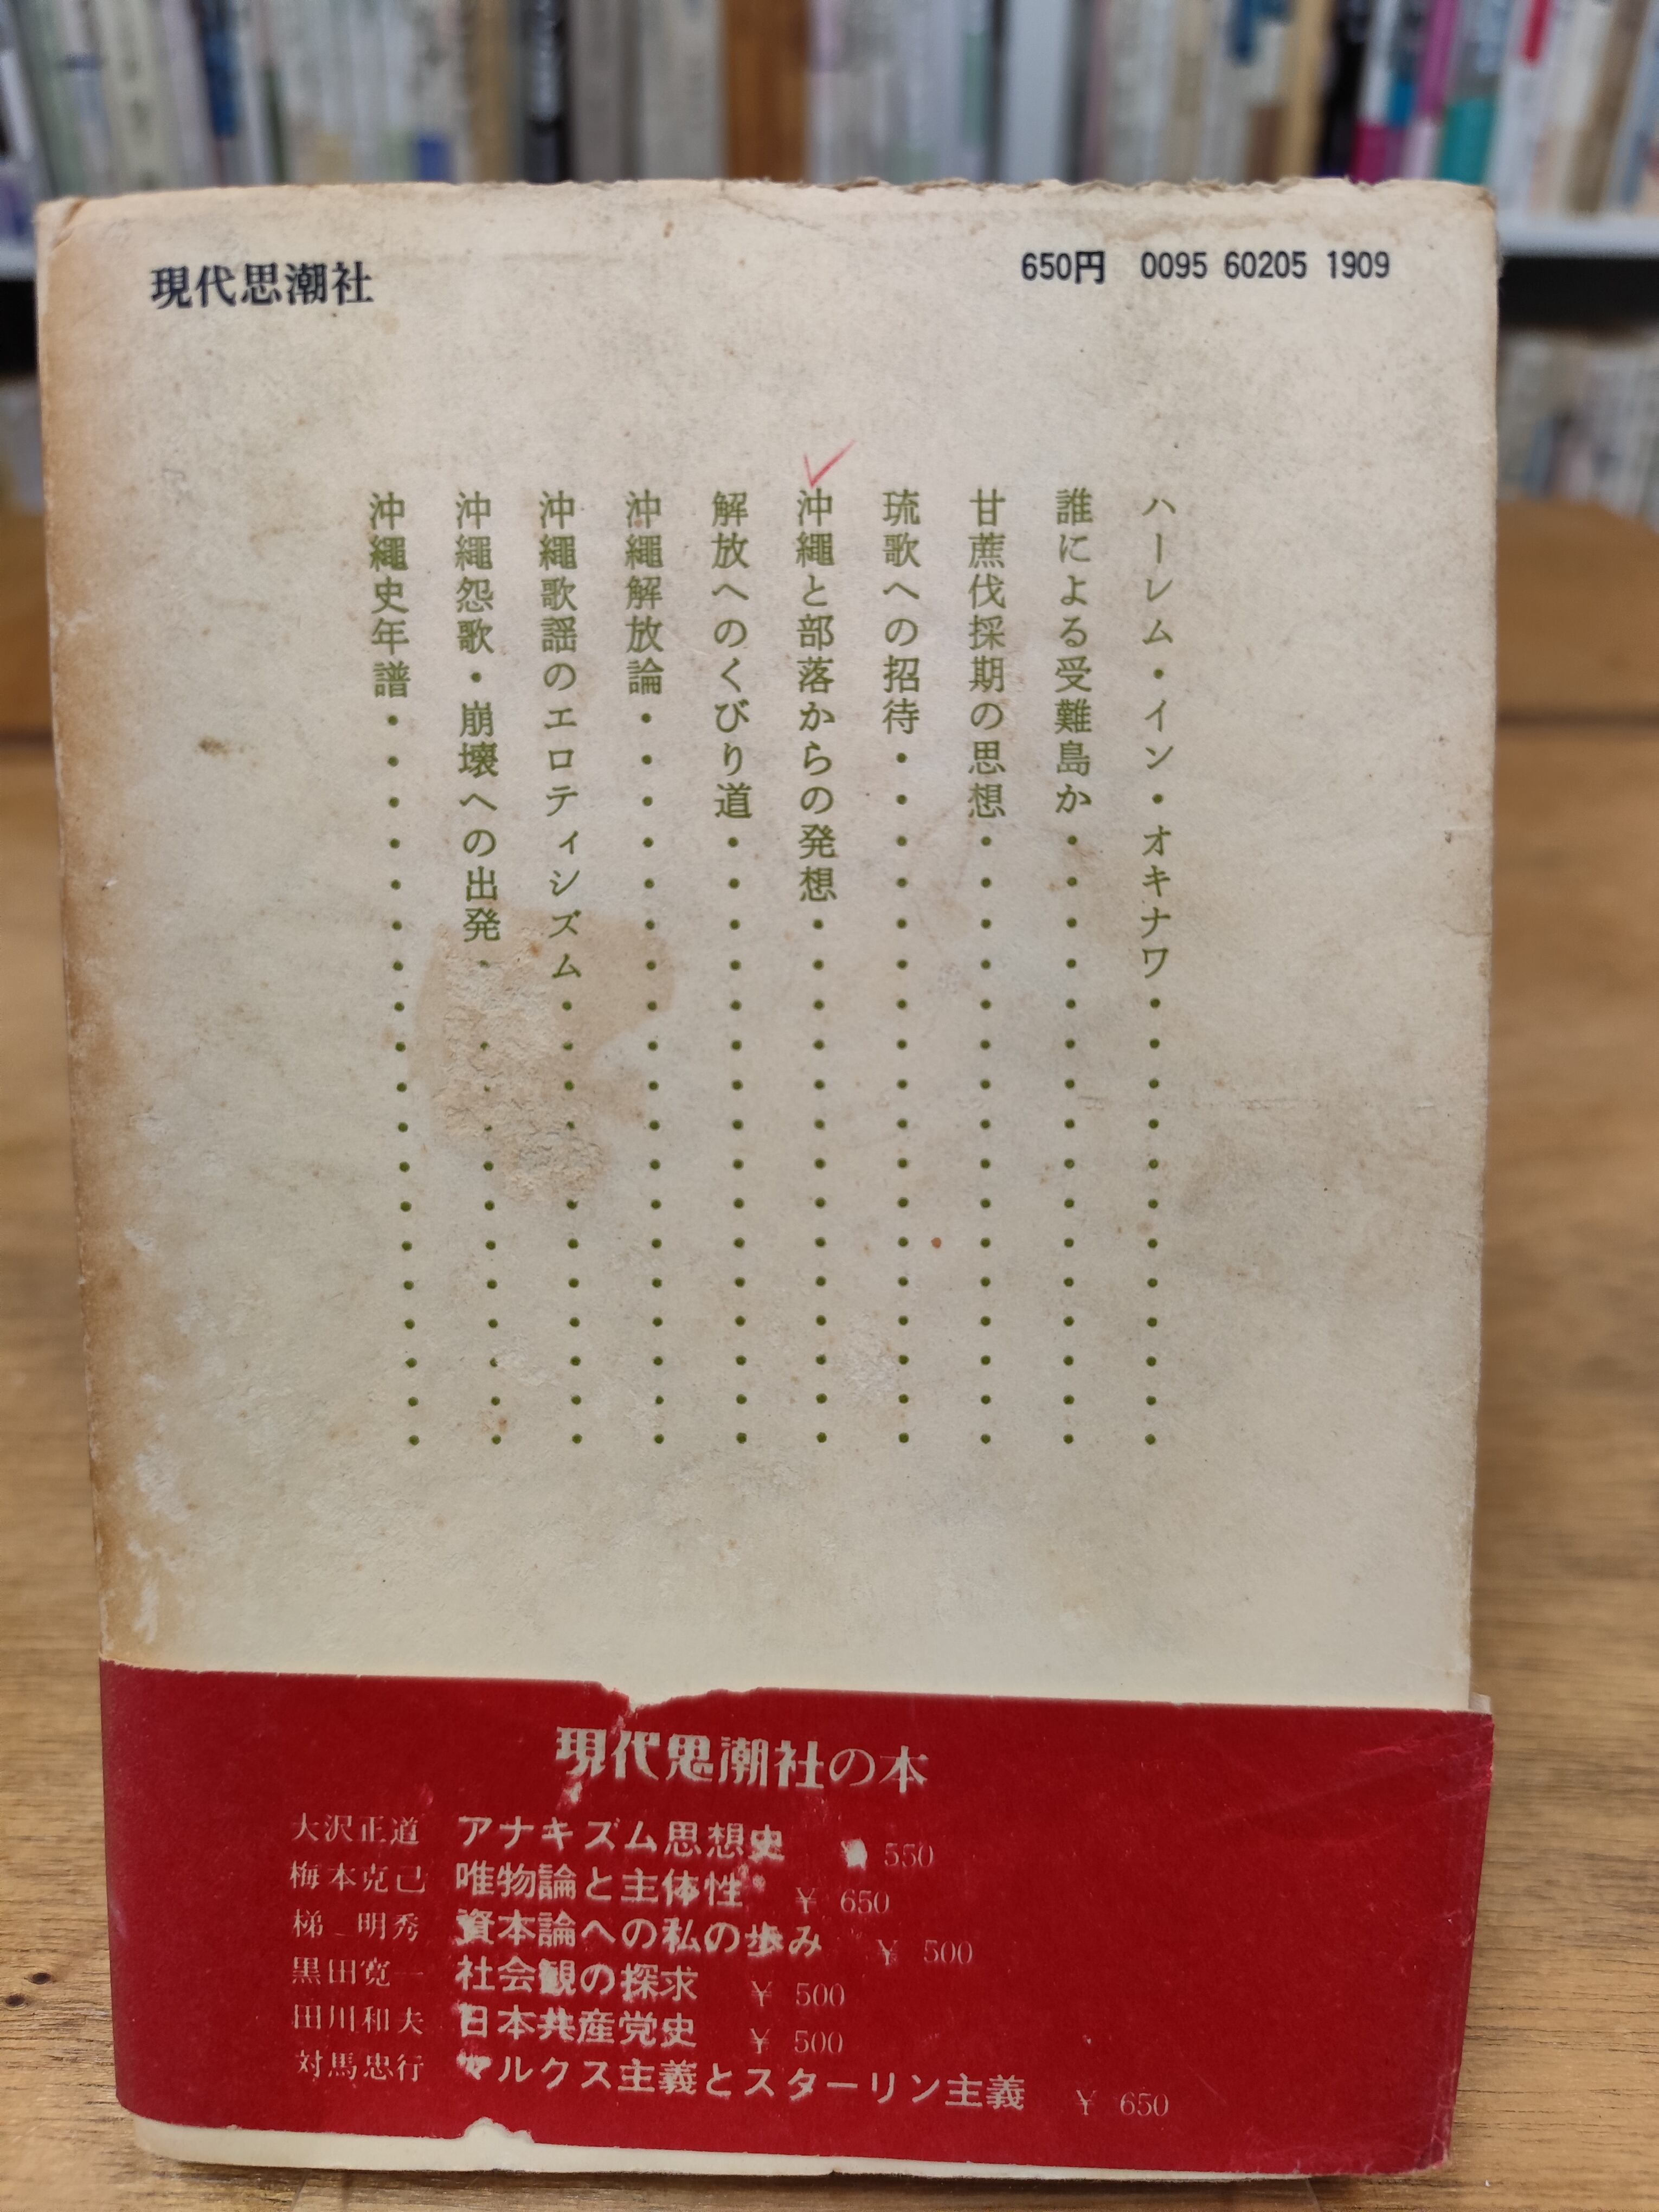 現代思潮社
650円 0095 60205 1909
ハーレム・イン・オキナワ・・・・・・・・・・・・
誰による受難島か・・・・・・・・・・・・・・・・
甘蔗伐採期の思想・・・・・・・・・・・・・・・・
琉歌への招待・・・・・・・・・・・・・・・・・・
沖繩と部落からの発想・・・・・・・・・・・・・・
解放へのくびり道・・・・・・・・・・・・・・・・
沖繩解放論・・・・・・・・・・・・・・・・・・・
沖繩歌謡のエロティシズム・・・・・・・・・・・・
沖繩怨歌・崩壊への出発・・・・・・・・・・・・・
沖繩史年譜・・・・・・・・・・・・・・・・・・・
現代思潮社の本
大沢正道 アナキズム思想史 550
梅本克己 唯物論と主体性 ¥ 650
梯 明秀 資本論への私の歩み ¥ 500
黒田寛一 社会観の探求 ¥ 500
田川和夫 日本共産党史 ¥ 500
対馬忠行 マルクス主義とスターリン主義 ¥ 650